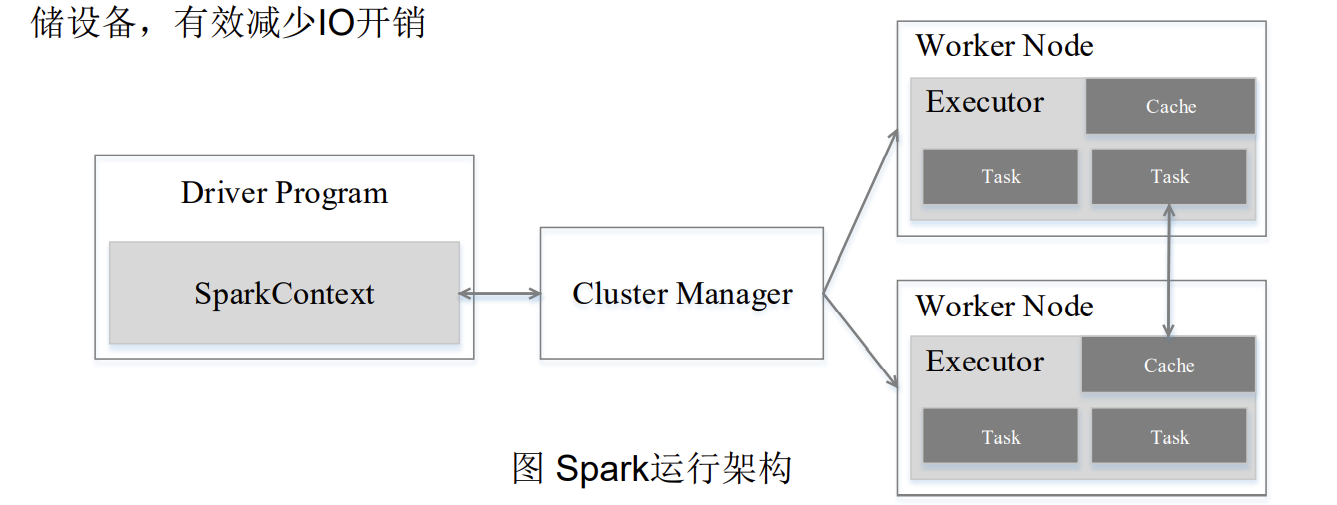 储设备，有效减少IO开销
Driver Program
SparkContext
Cluster Manager
Worker Node
Executor
Cache
Task
Task
Worker Node
Executor
Cache
Task
Task
图 Spark运行架构